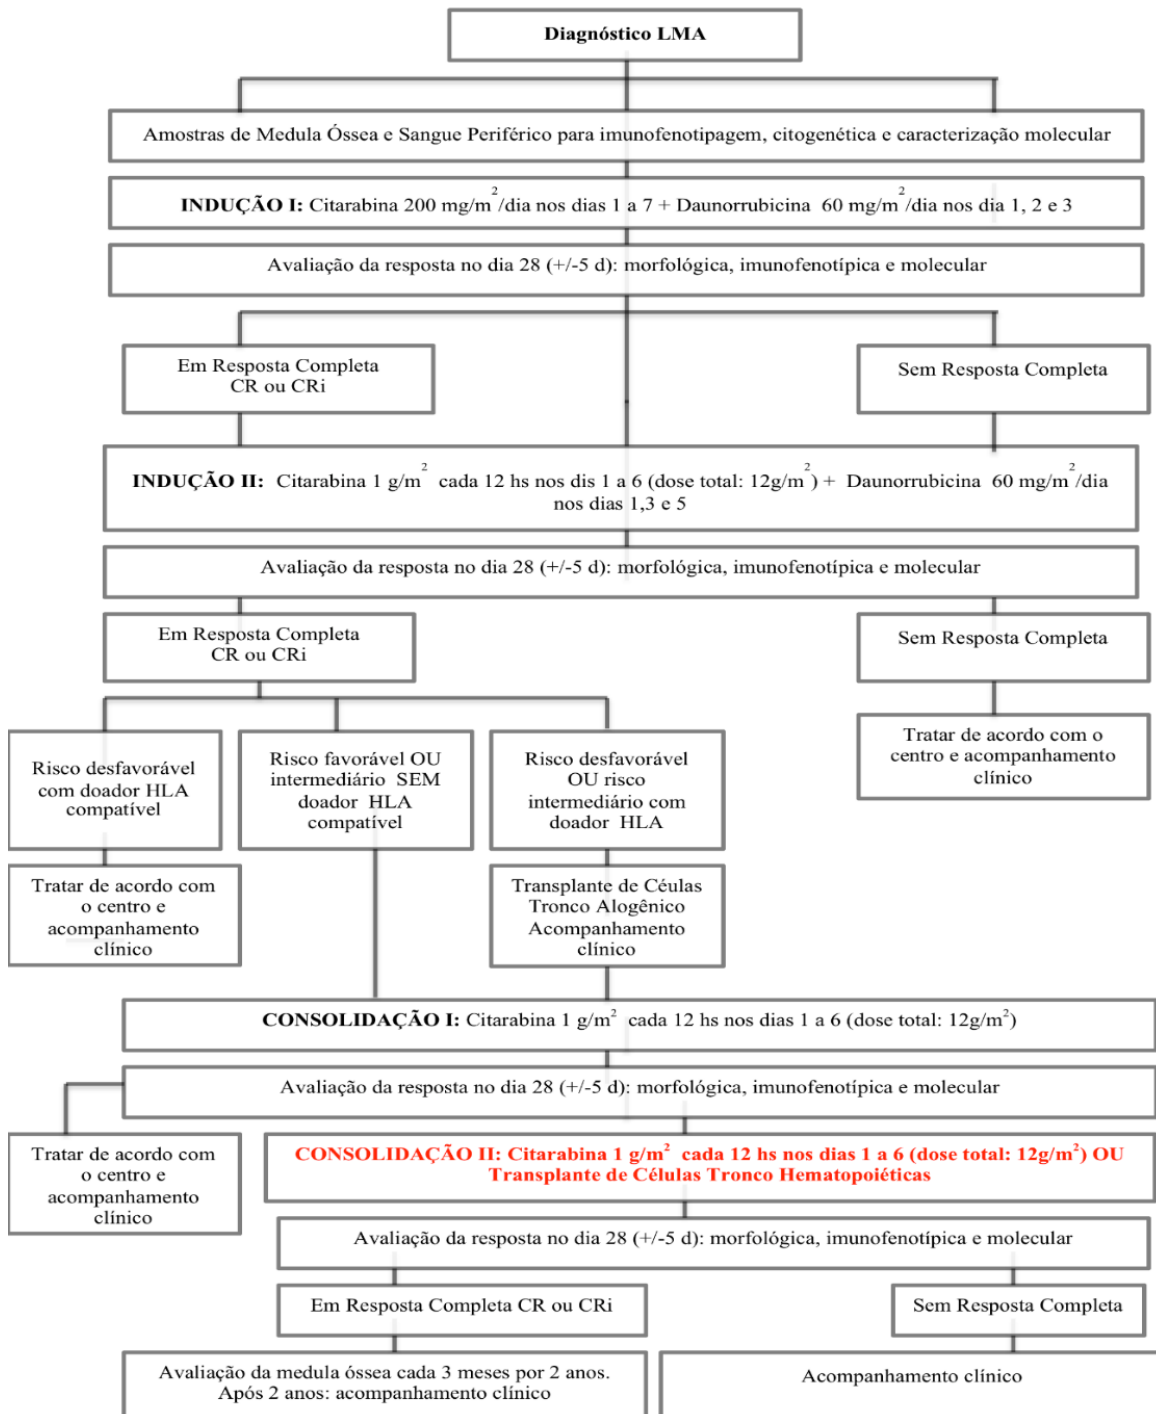 Diagnóstico LMA
Amostras de Medula Óssea e Sangue Periférico para imunofenotipagem, citogenética e caracterização molecular
INDUÇÃO I: Citarabina 200 mg/m²/dia nos dias 1 a 7 + Daunorrubicina 60 mg/m²/dia nos dia 1, 2 e 3
Avaliação da resposta no dia 28 (+/-5 d): morfológica, imunofenotípica e molecular
Em Resposta Completa
CR ou CRi
Sem Resposta Completa
INDUÇÃO II: Citarabina 1 g/m² cada 12 hs nos dis 1 a 6 (dose total: 12g/m²) + Daunorrubicina 60 mg/m²/dia
nos dias 1,3 e 5
Avaliação da resposta no dia 28 (+/-5 d): morfológica, imunofenotípica e molecular
Em Resposta Completa
CR ou CRi
Sem Resposta Completa
Risco desfavorável
com doador HLA
compatível
Risco favorável OU
intermediário SEM
doador HLA
compatível
Risco desfavorável
OU risco
intermediário com
doador HLA
Tratar de acordo com o
centro e acompanhamento
clínico
Tratar de acordo com
o centro e
acompanhamento
clínico
Transplante de Céulas
Tronco Alogênico
Acompanhamento
clínico
CONSOLIDAÇÃO I: Citarabina 1 g/m² cada 12 hs nos dias 1 a 6 (dose total: 12g/m²)
Avaliação da resposta no dia 28 (+/-5 d): morfológica, imunofenotípica e molecular
Tratar de acordo com
o centro e
acompanhamento
clínico
CONSOLIDAÇÃO II: Citarabina 1 g/m² cada 12 hs nos dias 1 a 6 (dose total: 12g/m²) OU
Transplante de Células Tronco Hematopoiéticas
Avaliação da resposta no dia 28 (+/-5 d): morfológica, imunofenotípica e molecular
Em Resposta Completa CR ou CRi
Sem Resposta Completa
Avaliação da medula óssea cada 3 meses por 2 anos.
Após 2 anos: acompanhamento clínico
Acompanhamento clínico